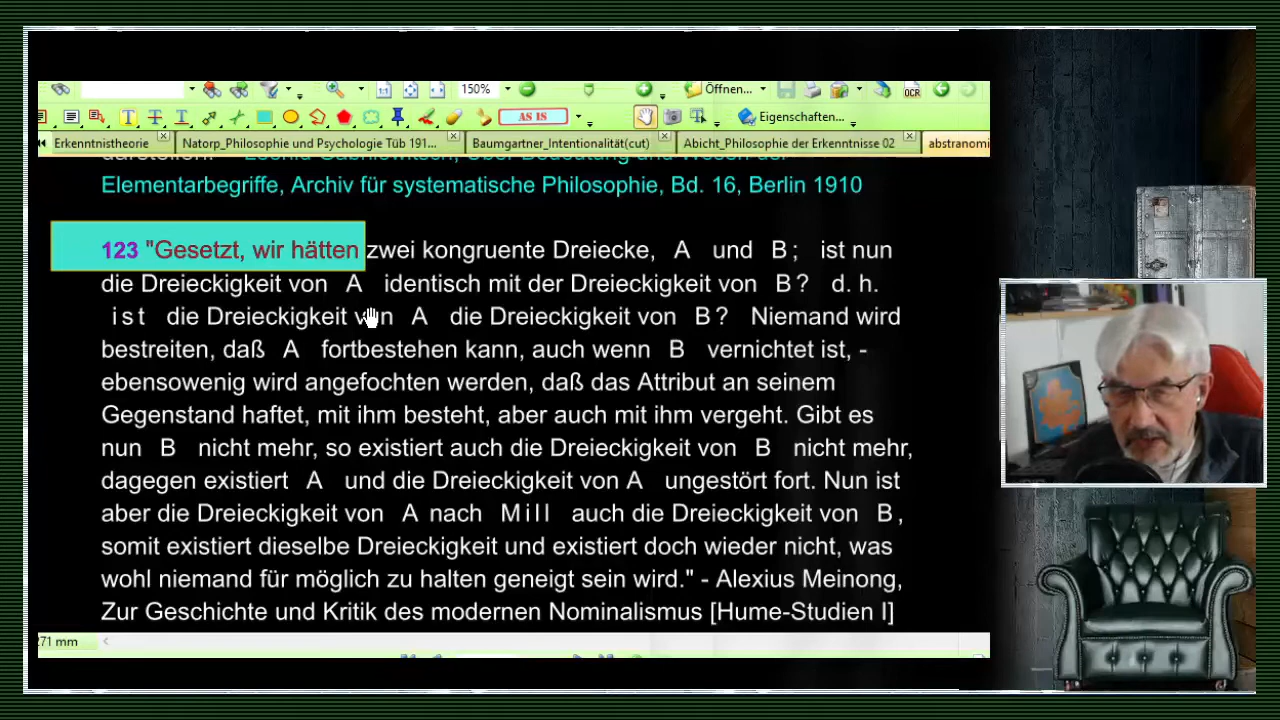 150%
Öffnen...
OCR
AS IS
Eigenschaften...
Erkenntnistheorie
Natorp_Philosophie und Psychologie Tüb 191...
Baumgartner_Intentionalität(cut)
Abicht_Philosophie der Erkenntnisse 02
abstranomi
Elementarbegriffe, Archiv für systematische Philosophie, Bd. 16, Berlin 1910
123 "Gesetzt, wir hätten zwei kongruente Dreiecke, A und B; ist nun
die Dreieckigkeit von A identisch mit der Dreieckigkeit von B? d. h.
ist die Dreieckigkeit von A die Dreieckigkeit von B? Niemand wird
bestreiten, daß A fortbestehen kann, auch wenn B vernichtet ist, -
ebensowenig wird angefochten werden, daß das Attribut an seinem
Gegenstand haftet, mit ihm besteht, aber auch mit ihm vergeht. Gibt es
nun B nicht mehr, so existiert auch die Dreieckigkeit von B nicht mehr,
dagegen existiert A und die Dreieckigkeit von A ungestört fort. Nun ist
aber die Dreieckigkeit von A nach Mill auch die Dreieckigkeit von B,
somit existiert dieselbe Dreieckigkeit und existiert doch wieder nicht, was
wohl niemand für möglich zu halten geneigt sein wird." - Alexius Meinong,
Zur Geschichte und Kritik des modernen Nominalismus [Hume-Studien I]
271 mm